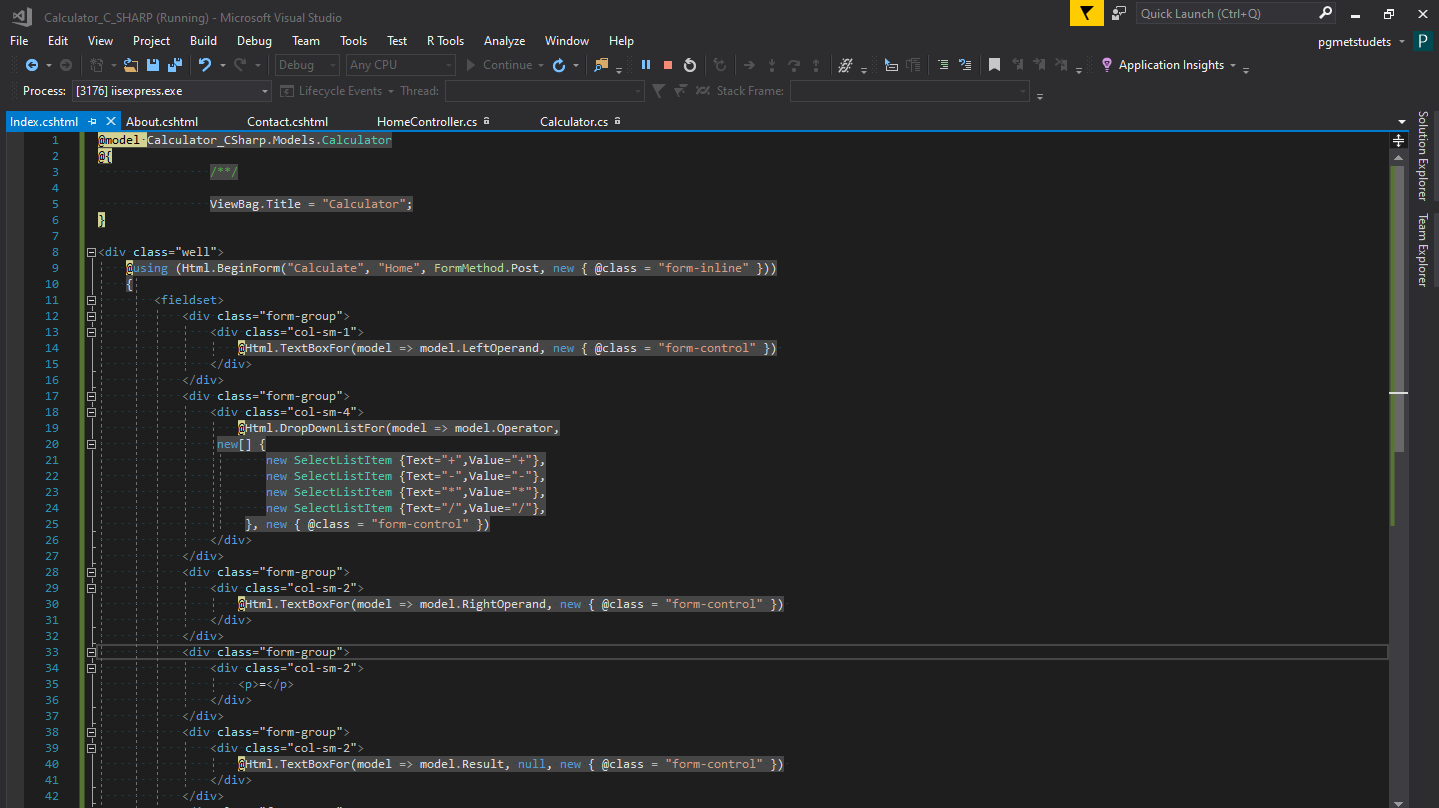 Calculator_C_SHARP (Running) - Microsoft Visual Studio
Quick Launch (Ctrl+Q)
File Edit View Project Build Debug Team Tools Test R Tools Analyze Window Help
pgmetstudets P
Debug Any CPU Continue Application Insights
Process: [3176] iisexpress.exe Lifecycle Events Thread: Stack Frame:
Index.cshtml About.cshtml Contact.cshtml HomeController.cs Calculator.cs
Solution Explorer
Team Explorer
1 @model Calculator_CSharp.Models.Calculator
2 @{
3 /**/
4
5 ViewBag.Title = "Calculator";
6 }
7
8 <div class="well">
9 @using (Html.BeginForm("Calculate", "Home", FormMethod.Post, new { @class = "form-inline" }))
10 {
11 <fieldset>
12 <div class="form-group">
13 <div class="col-sm-1">
14 @Html.TextBoxFor(model => model.LeftOperand, new { @class = "form-control" })
15 </div>
16 </div>
17 <div class="form-group">
18 <div class="col-sm-4">
19 @Html.DropDownListFor(model => model.Operator,
20 new[] {
21 new SelectListItem {Text="+",Value="+"},
22 new SelectListItem {Text="-",Value="-"},
23 new SelectListItem {Text="*",Value="*"},
24 new SelectListItem {Text="/",Value="/"},
25 }, new { @class = "form-control" })
26 </div>
27 </div>
28 <div class="form-group">
29 <div class="col-sm-2">
30 @Html.TextBoxFor(model => model.RightOperand, new { @class = "form-control" })
31 </div>
32 </div>
33 <div class="form-group">
34 <div class="col-sm-2">
35 <p>=</p>
36 </div>
37 </div>
38 <div class="form-group">
39 <div class="col-sm-2">
40 @Html.TextBoxFor(model => model.Result, null, new { @class = "form-control" })
41 </div>
42 </div>